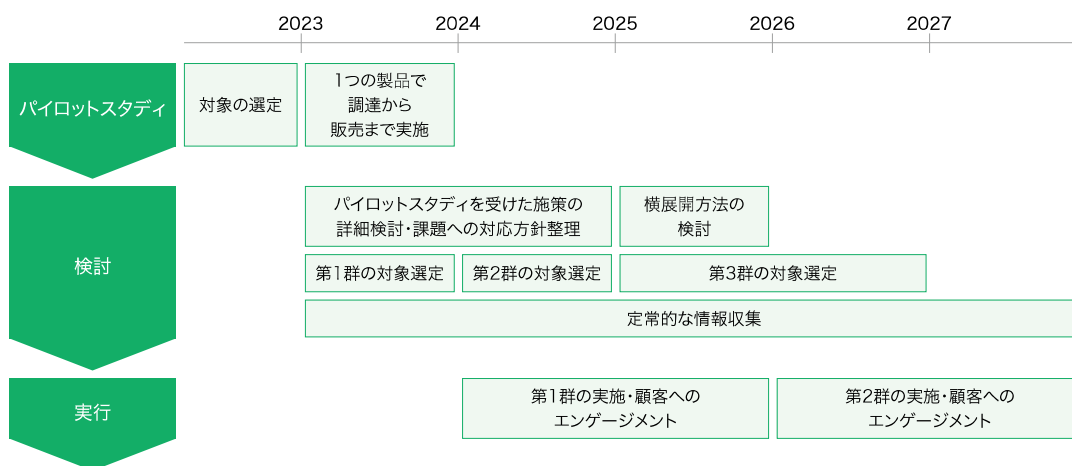 2023 2024 2025 2026 2027
パイロットスタディ
対象の選定
1つの製品で
調達から
販売まで実施
検討
パイロットスタディを受けた施策の
詳細検討・課題への対応方針整理
横展開方法の
検討
第1群の対象選定
第2群の対象選定
第3群の対象選定
定常的な情報収集
実行
第1群の実施・顧客への
エンゲージメント
第2群の実施・顧客への
エンゲージメント